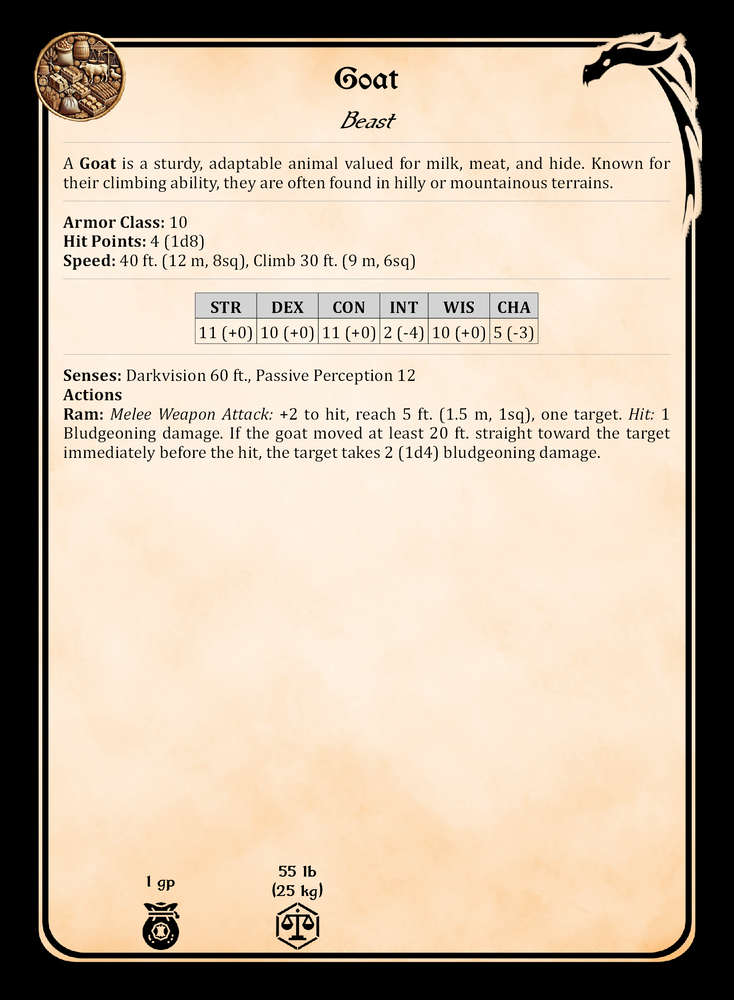 Goat
Beast
A Goat is a sturdy, adaptable animal valued for milk, meat, and hide. Known for
their climbing ability, they are often found in hilly or mountainous terrains.
Armor Class: 10
Hit Points: 4 (1d8)
Speed: 40 ft. (12 m, 8sq), Climb 30 ft. (9 m, 6sq)
STR DEX CON INT WIS CHA
11 (+0) 10 (+0) 11 (+0) 2 (-4) 10 (+0) 5 (-3)
Senses: Darkvision 60 ft., Passive Perception 12
Actions
Ram: Melee Weapon Attack: +2 to hit, reach 5 ft. (1.5 m, 1sq), one target. Hit: 1
Bludgeoning damage. If the goat moved at least 20 ft. straight toward the target
immediately before the hit, the target takes 2 (1d4) bludgeoning damage.
1 gp
55 lb
(25 kg)